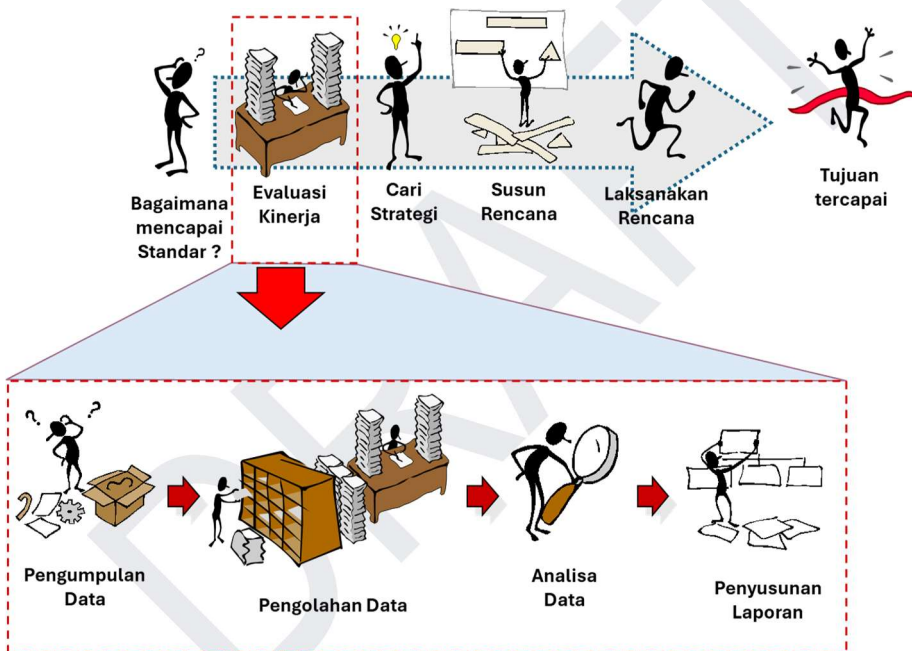 Bagaimana
mencapai
Standar ?
Evaluasi
Kinerja
Cari
Strategi
Susun
Rencana
Laksanakan
Rencana
Tujuan
tercapai
Pengumpulan
Data
Pengolahan Data
Analisa
Data
Penyusunan
Laporan
DRAFT